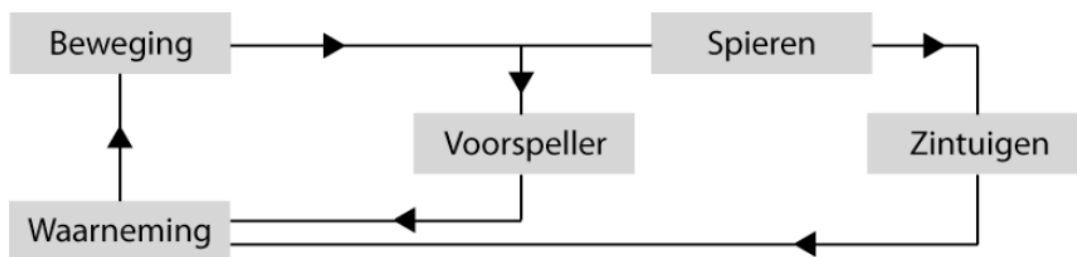 Beweging
Spieren
Voorspeller
Zintuigen
Waarneming